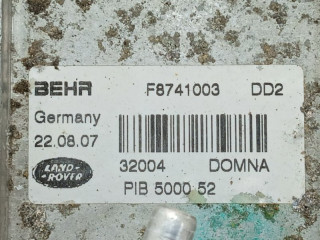 BEHR F8741003 DD2
Germany
22.08.07
32004 DOMNA
LAND-
ROVER
PIB 5000 52